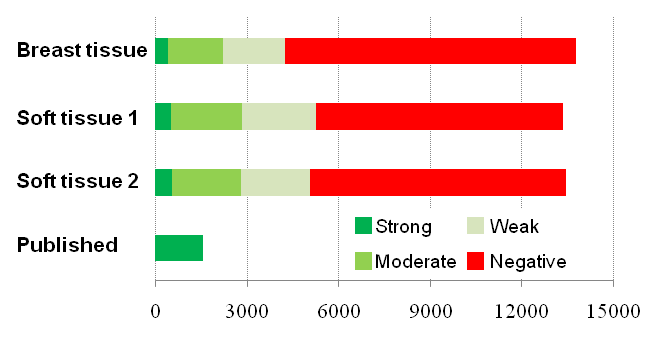 Breast tissue
Soft tissue 1
Soft tissue 2
Published
Strong
Weak
Moderate
Negative
0 3000 6000 9000 12000 15000